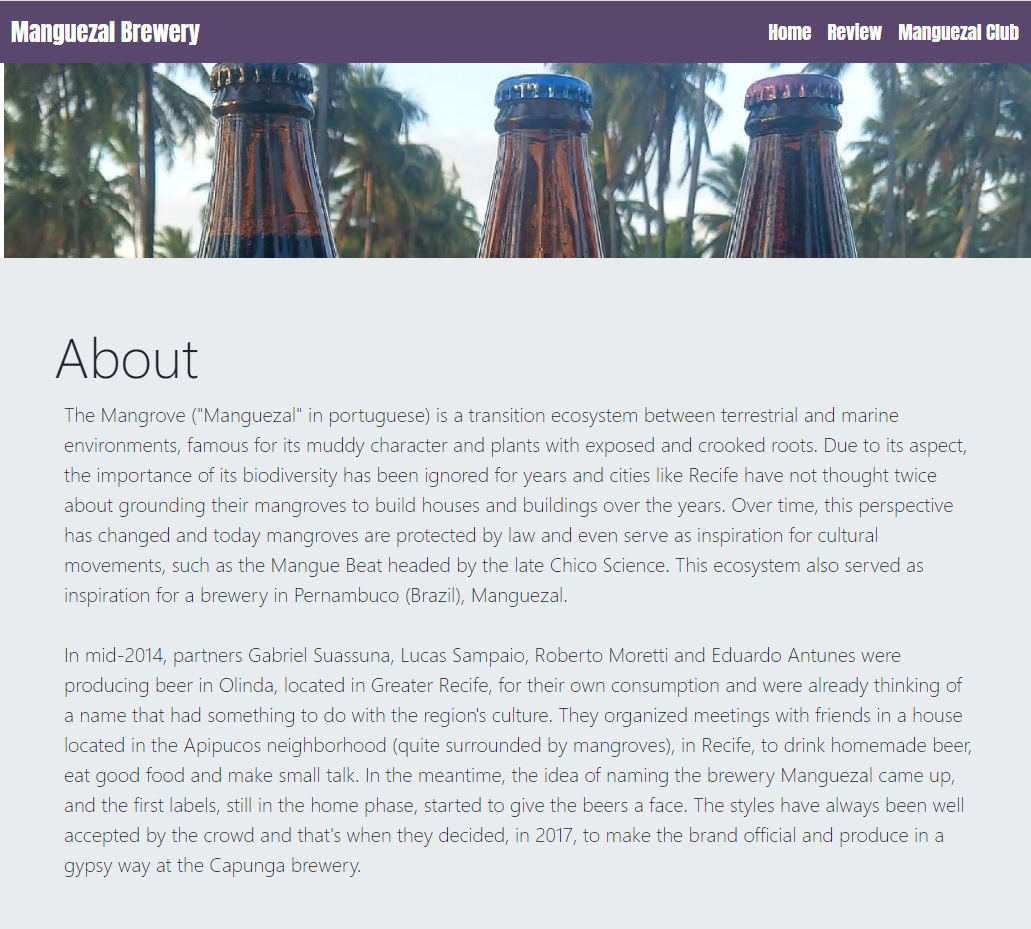 Manguezal Brewery
Home Review Manguezal Club
About
The Mangrove ("Manguezal" in portuguese) is a transition ecosystem between terrestrial and marine
environments, famous for its muddy character and plants with exposed and crooked roots. Due to its aspect,
the importance of its biodiversity has been ignored for years and cities like Recife have not thought twice
about grounding their mangroves to build houses and buildings over the years. Over time, this perspective
has changed and today mangroves are protected by law and even serve as inspiration for cultural
movements, such as the Mangue Beat headed by the late Chico Science. This ecosystem also served as
inspiration for a brewery in Pernambuco (Brazil), Manguezal.
In mid-2014, partners Gabriel Suassuna, Lucas Sampaio, Roberto Moretti and Eduardo Antunes were
producing beer in Olinda, located in Greater Recife, for their own consumption and were already thinking of
a name that had something to do with the region's culture. They organized meetings with friends in a house
located in the Apipucos neighborhood (quite surrounded by mangroves), in Recife, to drink homemade beer,
eat good food and make small talk. In the meantime, the idea of naming the brewery Manguezal came up,
and the first labels, still in the home phase, started to give the beers a face. The styles have always been well
accepted by the crowd and that's when they decided, in 2017, to make the brand official and produce in a
gypsy way at the Capunga brewery.